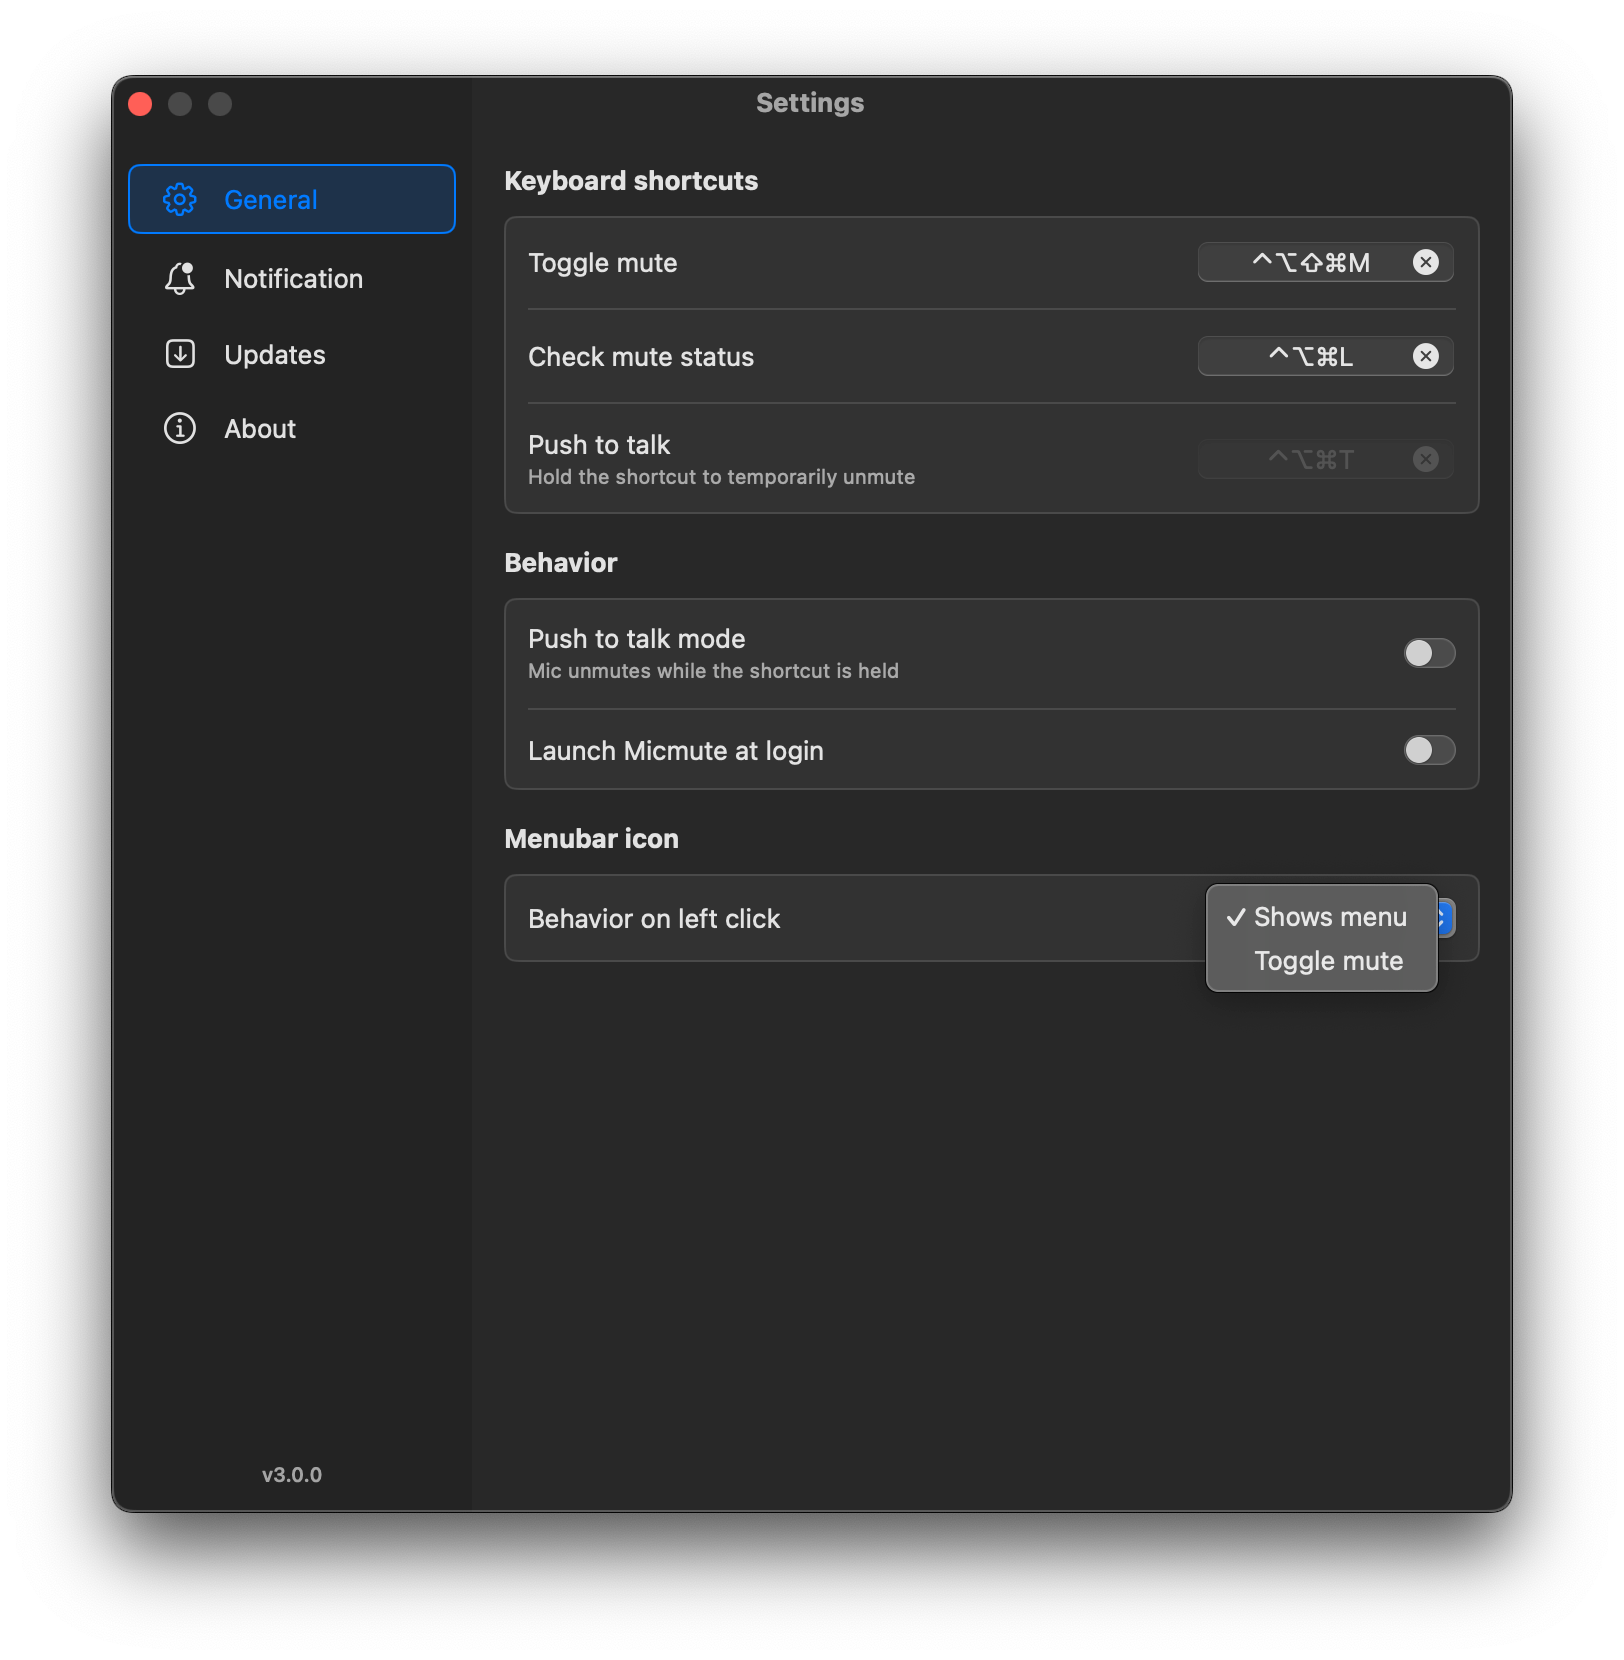 Settings
General
Notification
Updates
About
v3.0.0
Keyboard shortcuts
Toggle mute
⌃⌥⇧⌘M
Check mute status
⌃⌥⌘L
Push to talk
Hold the shortcut to temporarily unmute
⌃⌥⌘T
Behavior
Push to talk mode
Mic unmutes while the shortcut is held
Launch Micmute at login
Menubar icon
Behavior on left click
✓ Shows menu
Toggle mute